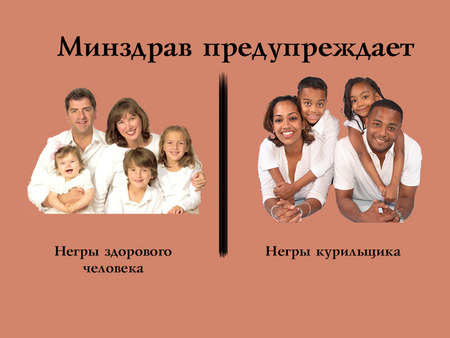 Минздрав предупреждает
Негры здорового
человека
Негры курильщика